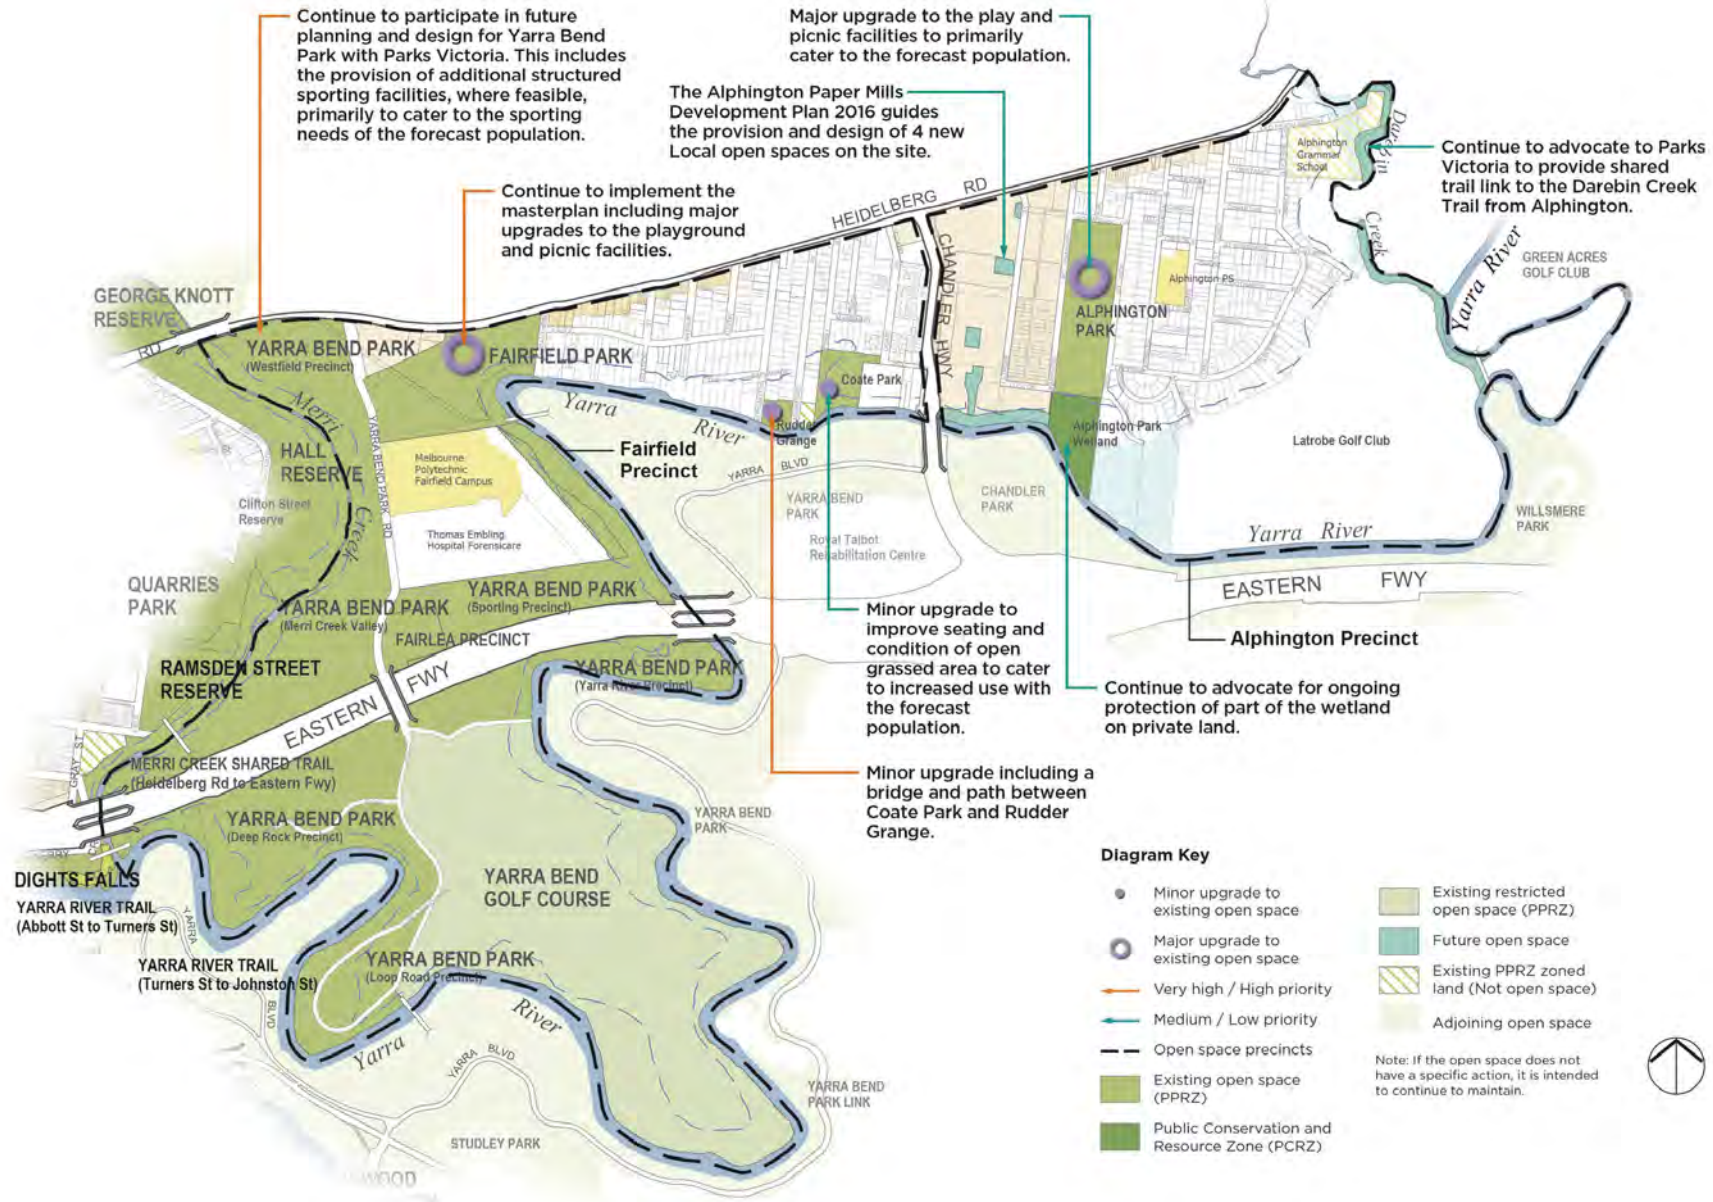 Continue to participate in future
planning and design for Yarra Bend
Park with Parks Victoria. This includes
the provision of additional structured
sporting facilities, where feasible,
primarily to cater to the sporting
needs of the forecast population.
Major upgrade to the play and
picnic facilities to primarily
cater to the forecast population.
The Alphington Paper Mills
Development Plan 2016 guides
the provision and design of 4 new
Local open spaces on the site.
Continue to implement the
masterplan including major
upgrades to the playground
and picnic facilities.
Continue to advocate to Parks
Victoria to provide shared
trail link to the Darebin Creek
Trail from Alphington.
Alphington
Grammar
School
Darebin
Creek
HEIDELBERG RD
CHANDLER HWY
Yarra River
GREEN ACRES
GOLF CLUB
Alphington PS
GEORGE KNOTT
RESERVE
RD
YARRA BEND PARK
(Westfield Precinct)
FAIRFIELD PARK
ALPHINGTON
PARK
Coate Park
Rudder
Grange
Yarra
River
Merri
Creek
YARRA BEND PARK RD
Fairfield
Precinct
Alphington Park
Wetland
Latrobe Golf Club
HALL
RESERVE
Melbourne
Polytechnic
Fairfield Campus
YARRA BLVD
Clifton Street
Reserve
YARRA BEND
PARK
CHANDLER
PARK
WILLSMERE
PARK
Thomas Embling
Hospital Forensicare
Royal Talbot
Rehabilitation Centre
Yarra River
EASTERN FWY
QUARRIES
PARK
YARRA BEND PARK
(Sporting Precinct)
YARRA BEND PARK
(Merri Creek Valley)
FAIRLEA PRECINCT
Minor upgrade to
improve seating and
condition of open
grassed area to cater
to increased use with
the forecast
population.
Alphington Precinct
RAMSDEN STREET
RESERVE
YARRA BEND PARK
(Yarra River Precinct)
EASTERN FWY
Continue to advocate for ongoing
protection of part of the wetland
on private land.
GRAY ST
MERRI CREEK SHARED TRAIL
(Heidelberg Rd to Eastern Fwy)
Minor upgrade including a
bridge and path between
Coate Park and Rudder
Grange.
YARRA BEND PARK
(Deep Rock Precinct)
YARRA BEND
PARK
DIGHTS FALLS
YARRA RIVER TRAIL
(Abbott St to Turners St)
YARRA BEND
GOLF COURSE
YARRA
BLVD
YARRA RIVER TRAIL
(Turners St to Johnston St)
YARRA BEND PARK
(Loop Road Precinct)
River
Yarra
YARRA BLVD
YARRA BEND
PARK LINK
STUDLEY PARK
WOOD
Diagram Key
Minor upgrade to
existing open space
Major upgrade to
existing open space
Very high / High priority
Medium / Low priority
Open space precincts
Existing open space
(PPRZ)
Public Conservation and
Resource Zone (PCRZ)
Existing restricted
open space (PPRZ)
Future open space
Existing PPRZ zoned
land (Not open space)
Adjoining open space
Note: If the open space does not
have a specific action, it is intended
to continue to maintain.